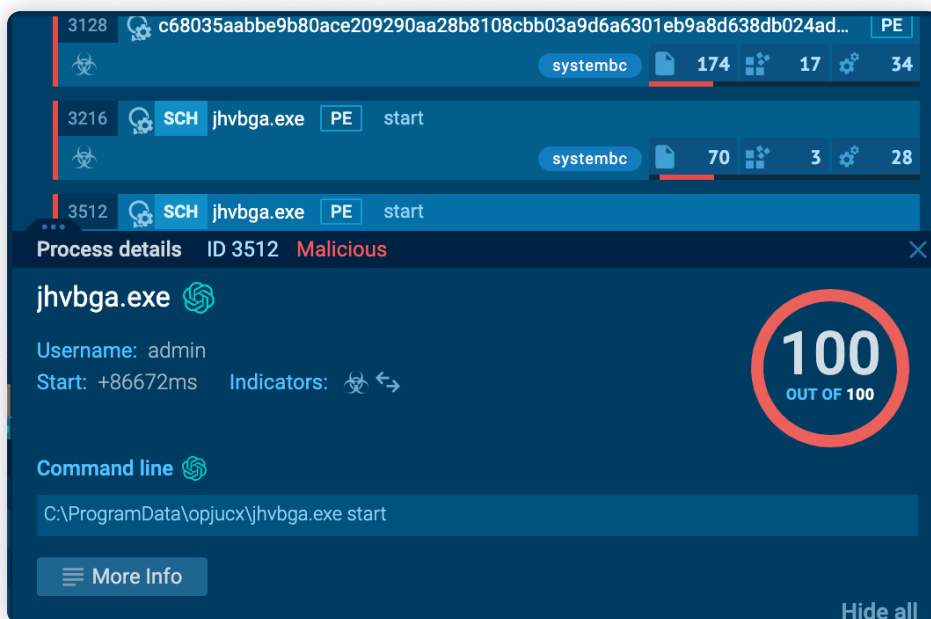 3128 c68035aabbe9b80ace209290aa28b8108cbb03a9d6a6301eb9a8d638db024ad... PE
systembc 174 17 34
3216 SCH jhvbga.exe PE start
systembc 70 3 28
3512 SCH jhvbga.exe PE start
Process details ID 3512 Malicious
jhvbga.exe
100
OUT OF 100
Username: admin
Start: +86672ms Indicators:
Command line
C:\ProgramData\opjucx\jhvbga.exe start
More Info
Hide all